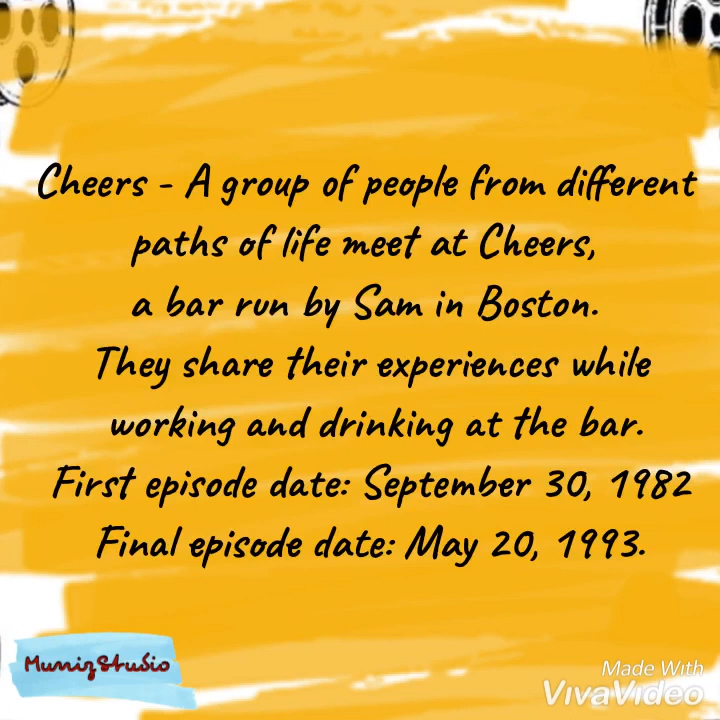 Cheers - A group of people from different
paths of life meet at Cheers,
a bar run by Sam in Boston.
They share their experiences while
working and drinking at the bar.
First episode date: September 30, 1982
Final episode date: May 20, 1993.
MunizStudio
Made With
VivaVideo